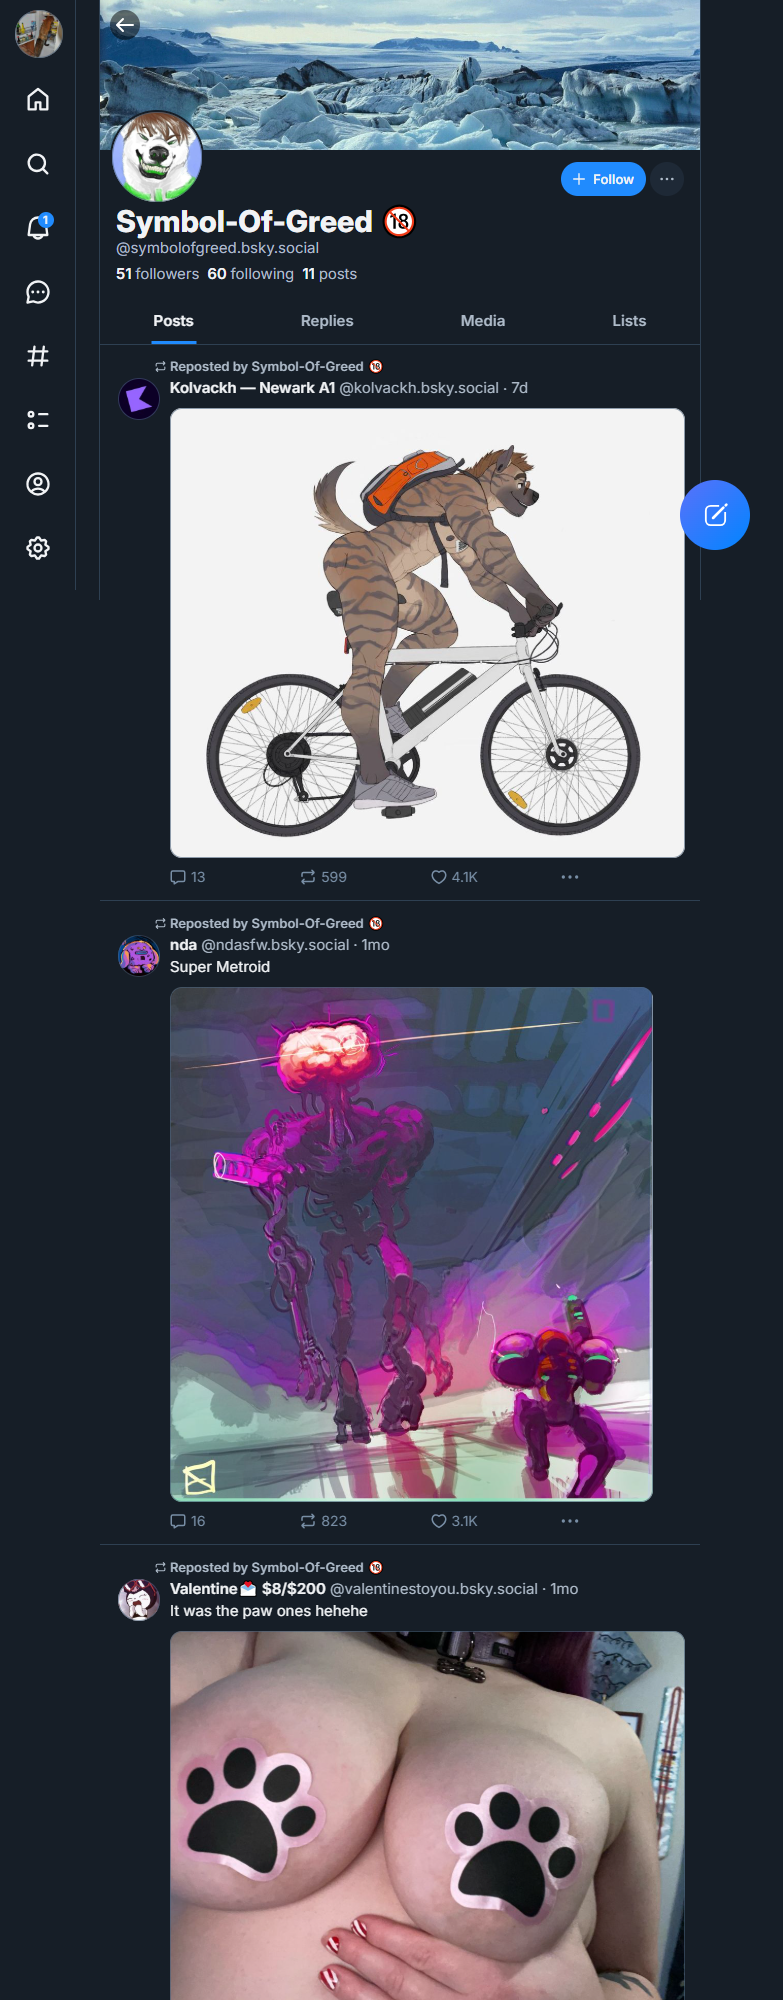 1
Follow
Symbol-Of-Greed 🔞
@symbolofgreed.bsky.social
51 followers 60 following 11 posts
Posts Replies Media Lists
Reposted by Symbol-Of-Greed 🔞
Kolvackh — Newark A1 @kolvackh.bsky.social · 7d
13 599 4.1K
Reposted by Symbol-Of-Greed 🔞
nda @ndasfw.bsky.social · 1mo
Super Metroid
16 823 3.1K
Reposted by Symbol-Of-Greed 🔞
Valentine💌 $8/$200 @valentinestoyou.bsky.social · 1mo
It was the paw ones hehehe